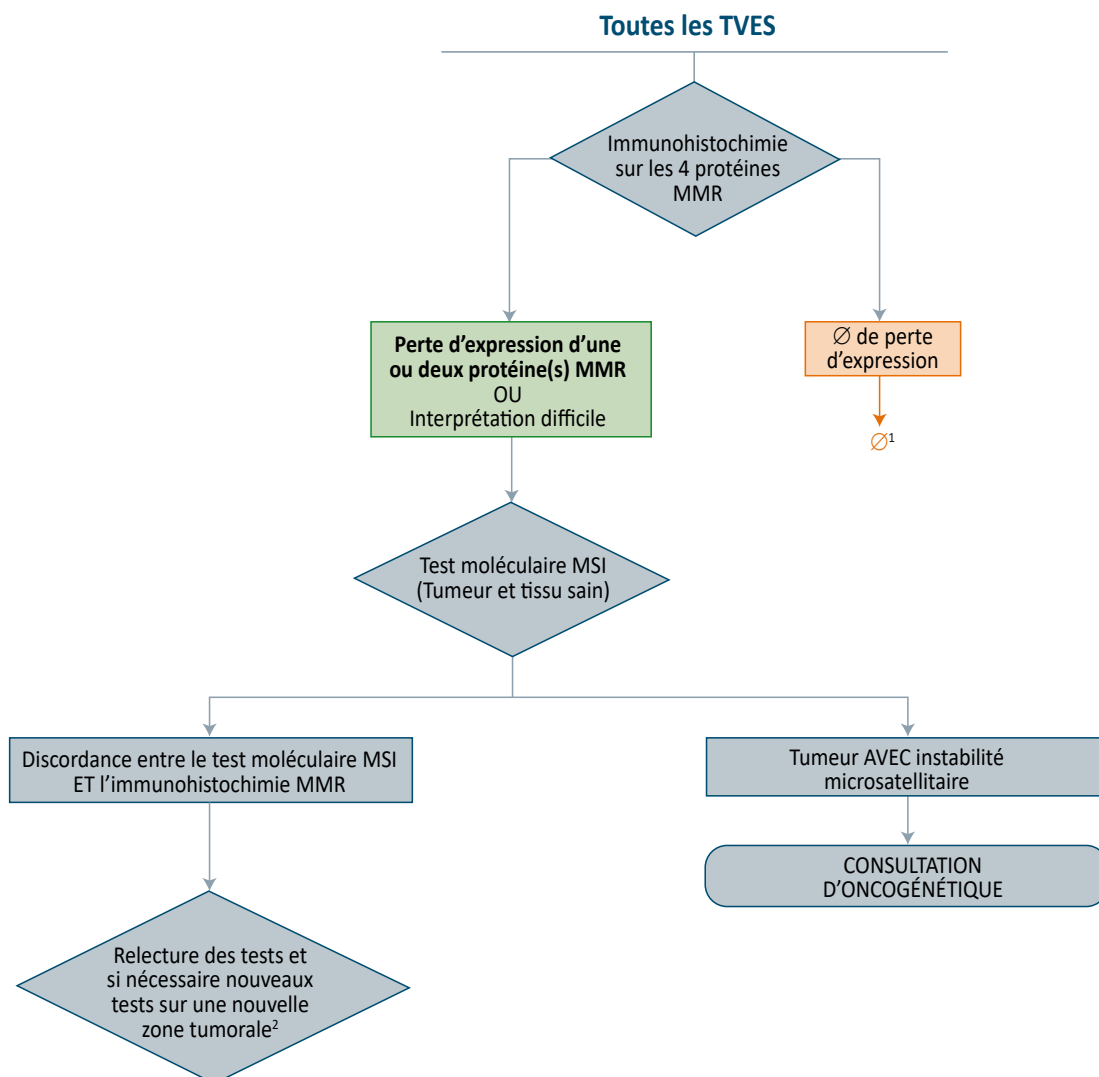 Toutes les TVES
Immunohistochimie
sur les 4 protéines
MMR
Perte d’expression d’une
ou deux protéine(s) MMR
OU
Interprétation difficile
∅ de perte
d’expression
∅¹
Test moléculaire MSI
(Tumeur et tissu sain)
Discordance entre le test moléculaire MSI
ET l’immunohistochimie MMR
Tumeur AVEC instabilité
microsatellitaire
CONSULTATION
D’ONCOGÉNÉTIQUE
Relecture des tests et
si nécessaire nouveaux
tests sur une nouvelle
zone tumorale²